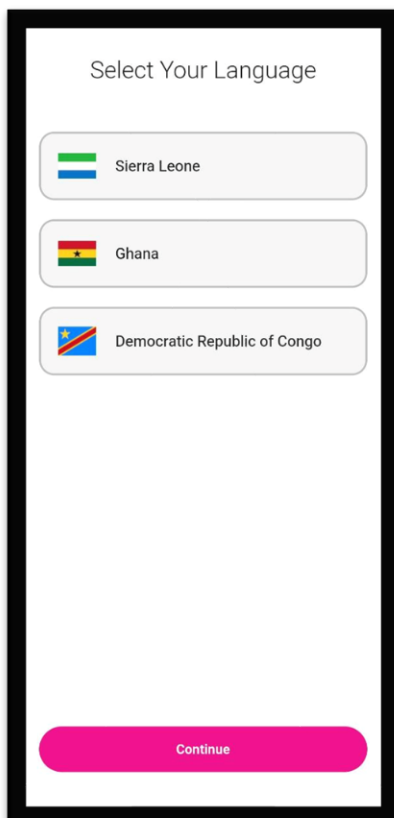 Select Your Language
Sierra Leone
Ghana
Democratic Republic of Congo
Continue